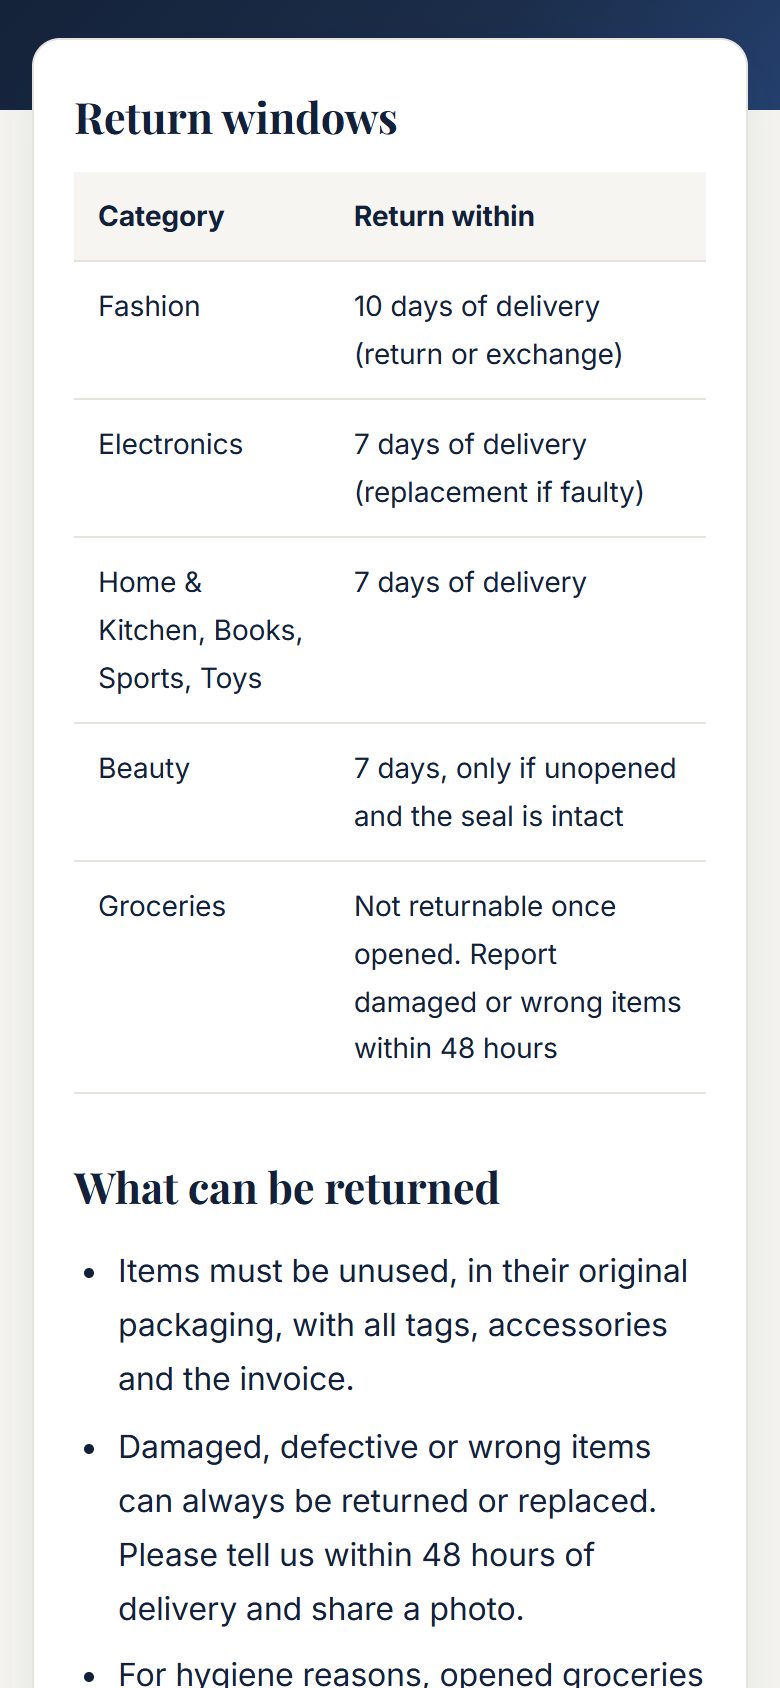 Return windows
Category Return within
Fashion 10 days of delivery
(return or exchange)
Electronics 7 days of delivery
(replacement if faulty)
Home & 7 days of delivery
Kitchen, Books,
Sports, Toys
Beauty 7 days, only if unopened
and the seal is intact
Groceries Not returnable once
opened. Report
damaged or wrong items
within 48 hours
What can be returned
• Items must be unused, in their original
packaging, with all tags, accessories
and the invoice.
• Damaged, defective or wrong items
can always be returned or replaced.
Please tell us within 48 hours of
delivery and share a photo.
• For hygiene reasons, opened groceries